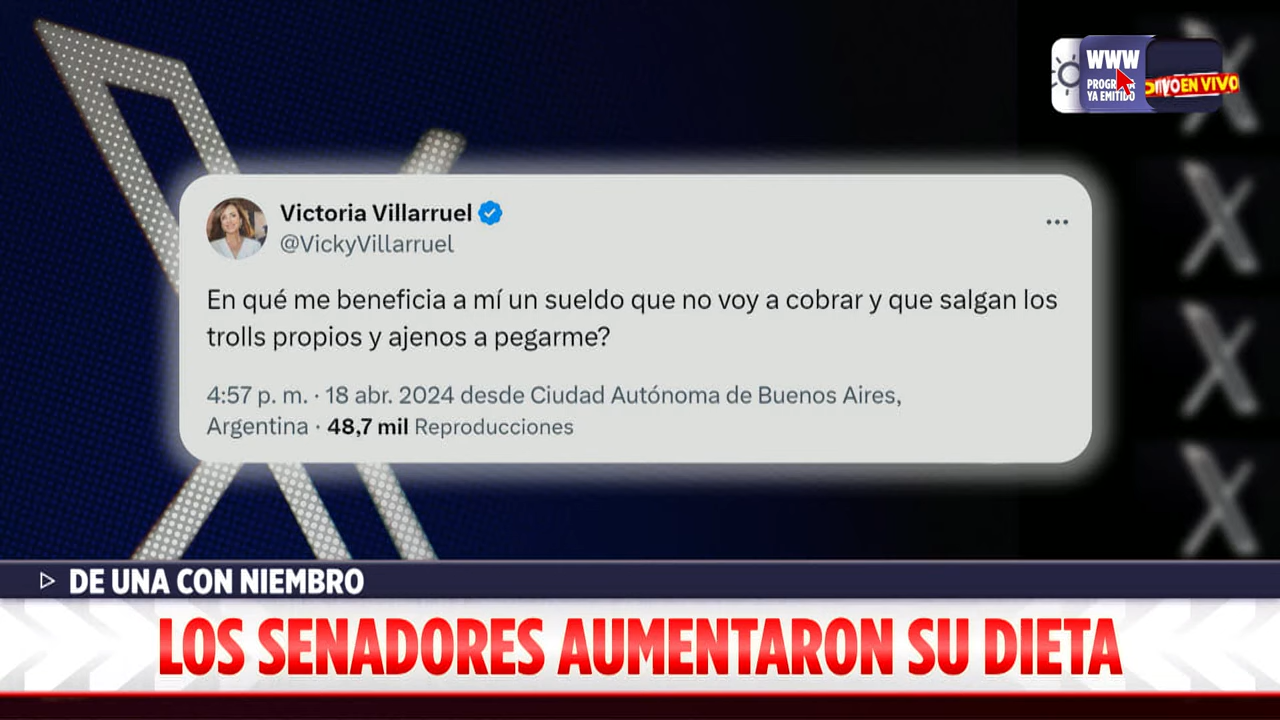 WWW
PROGR
YA EMITIDO
EN VIVO
Victoria Villarruel
@VickyVillarruel
En qué me beneficia a mí un sueldo que no voy a cobrar y que salgan los
trolls propios y ajenos a pegarme?
4:57 p. m. · 18 abr. 2024 desde Ciudad Autónoma de Buenos Aires,
Argentina · 48,7 mil Reproducciones
DE UNA CON NIEMBRO
LOS SENADORES AUMENTARON SU DIETA